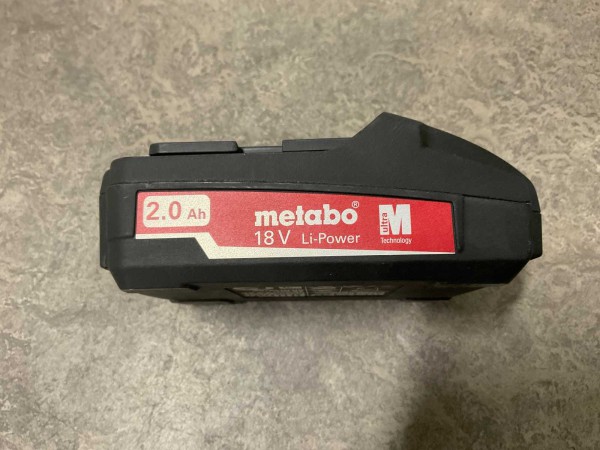 2.0 Ah
metabo®
18 V Li-Power
ultra M
Technology